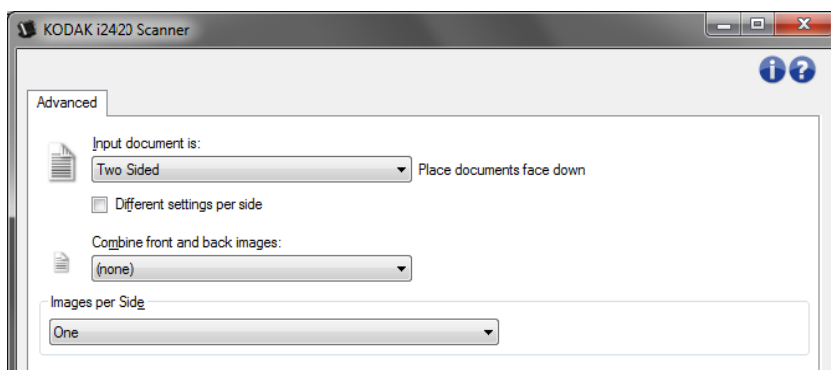 KODAK i2420 Scanner
Advanced
Input document is:
Two Sided Place documents face down
Different settings per side
Combine front and back images:
(none)
Images per Side
One